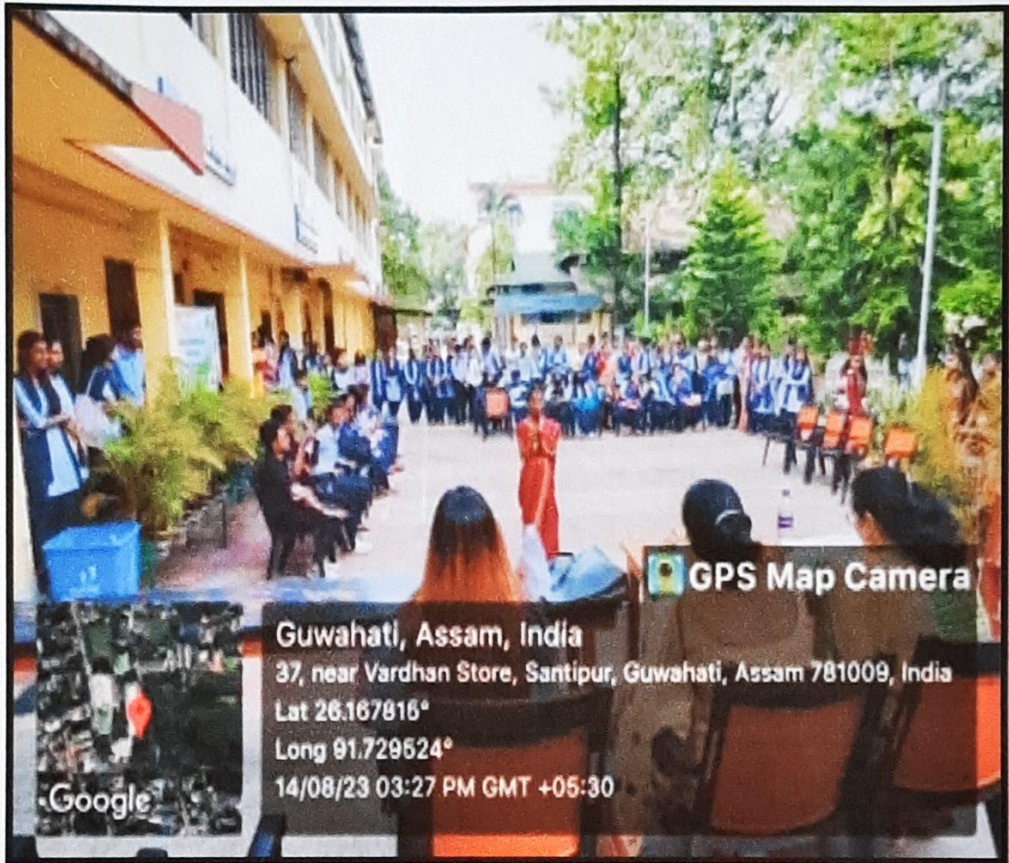 GPS Map Camera
Guwahati, Assam, India
37, near Vardhan Store, Santipur, Guwahati, Assam 781009, India
Lat 26.167816°
Long 91.729524°
14/08/23 03:27 PM GMT +05:30
Google